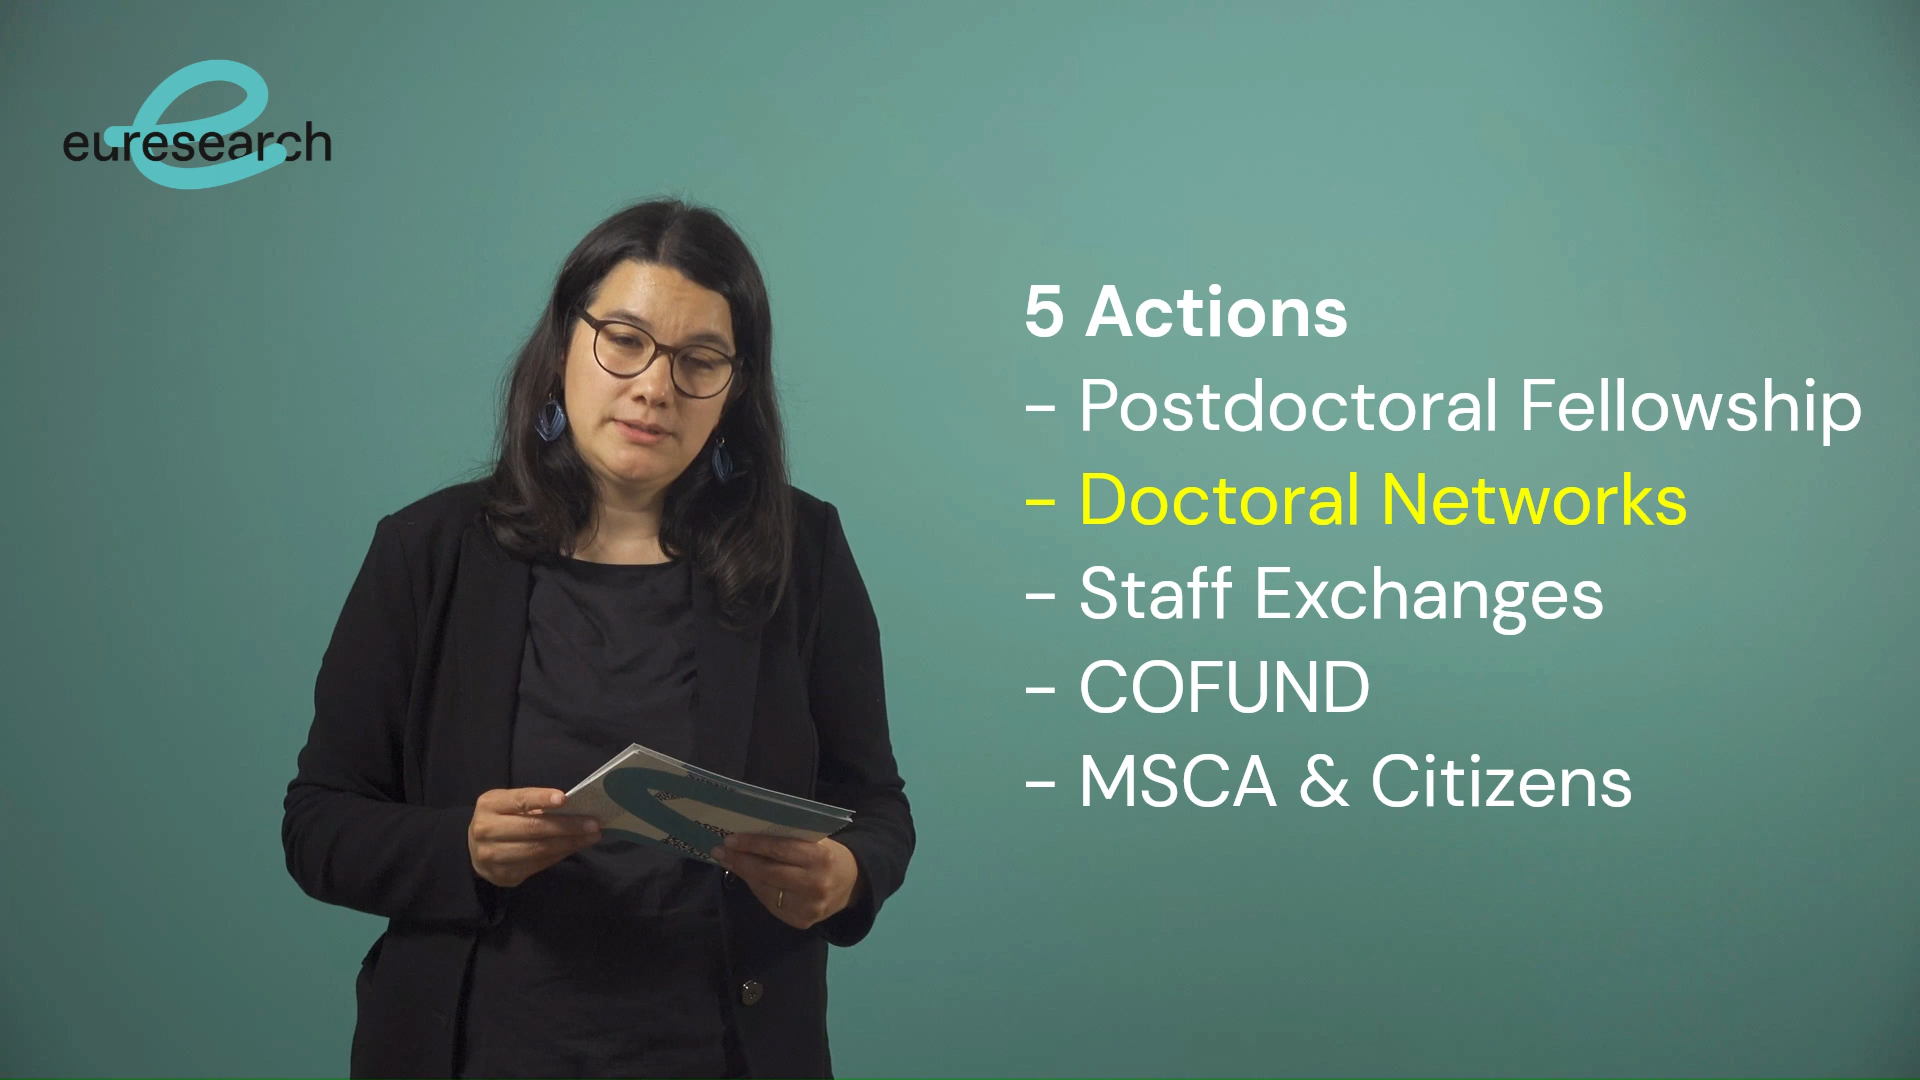 euresearch
5 Actions
- Postdoctoral Fellowship
- Doctoral Networks
- Staff Exchanges
- COFUND
- MSCA & Citizens